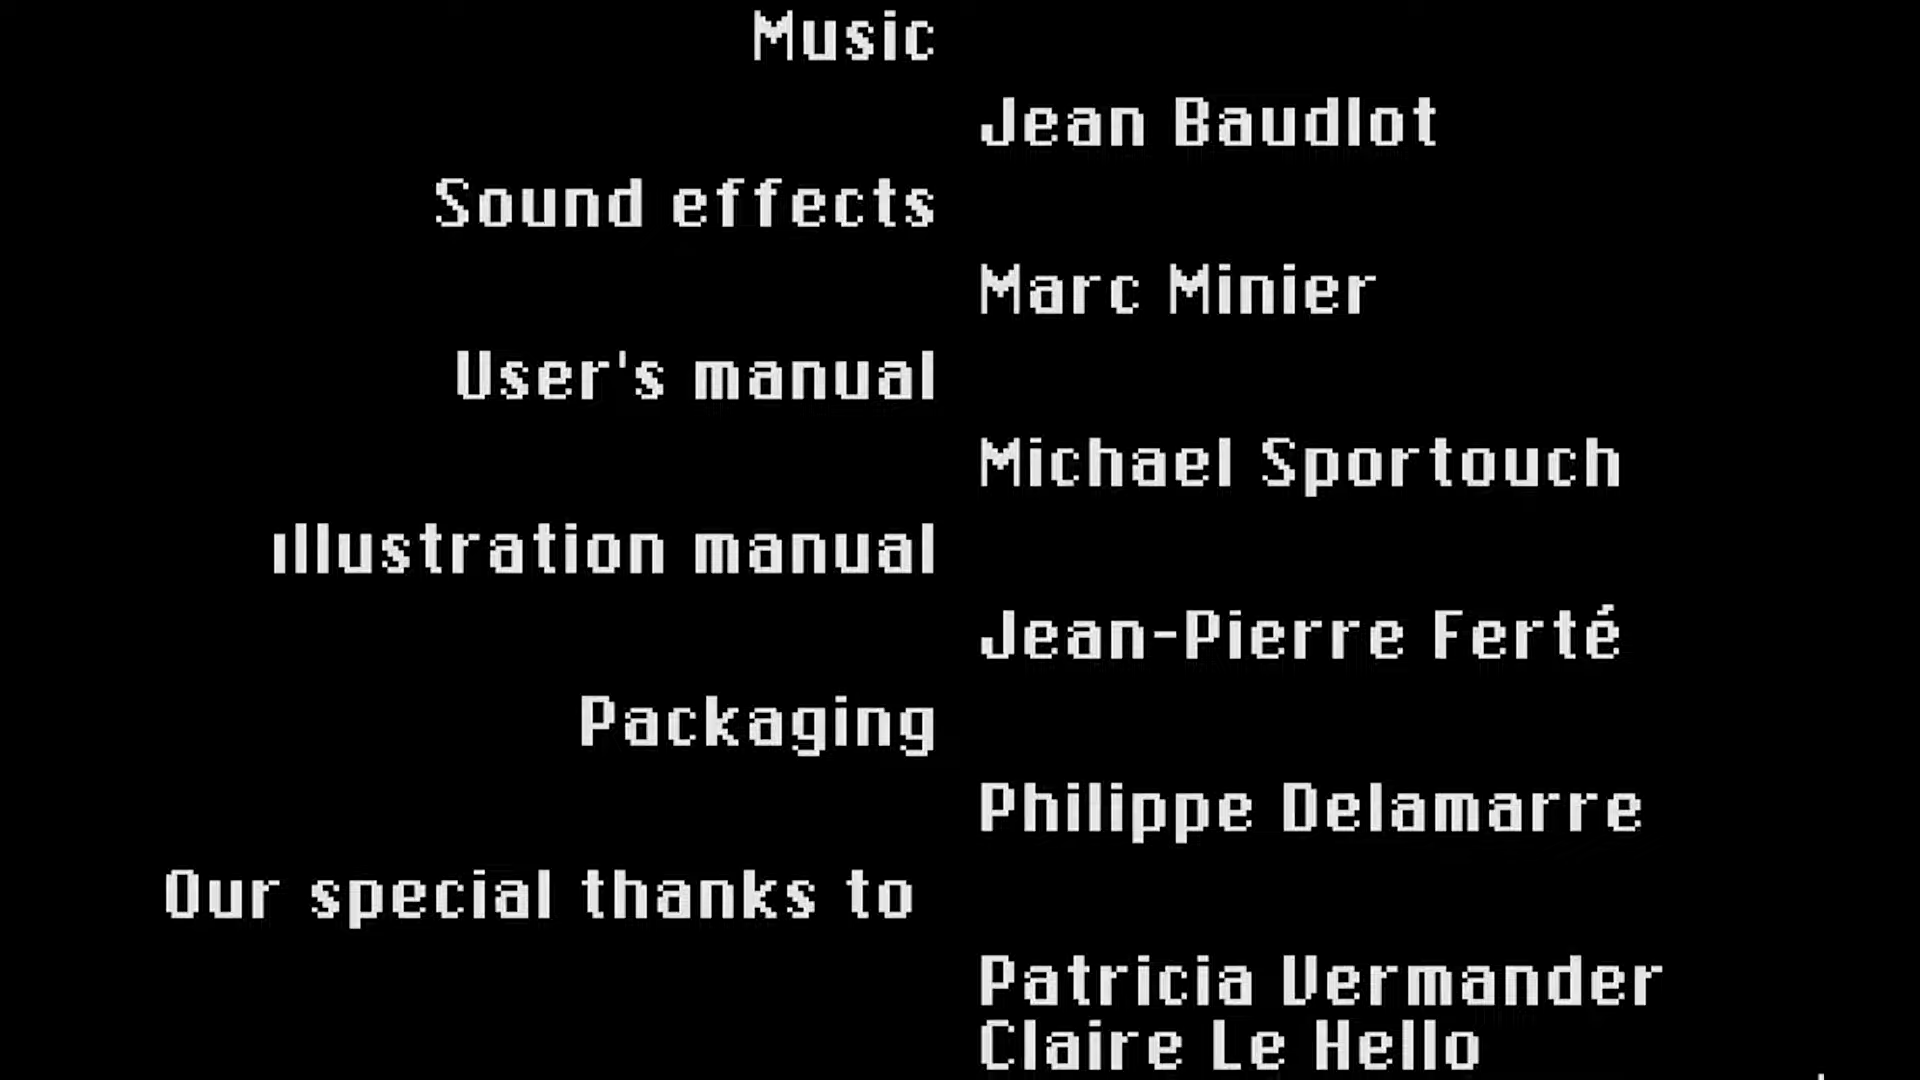 Music
Jean Baudlot
Sound effects
Marc Minier
User's manual
Michael Sportouch
illustration manual
Jean-Pierre Ferté
Packaging
Philippe Delamarre
Our special thanks to
Patricia Vermander
Claire Le Hello